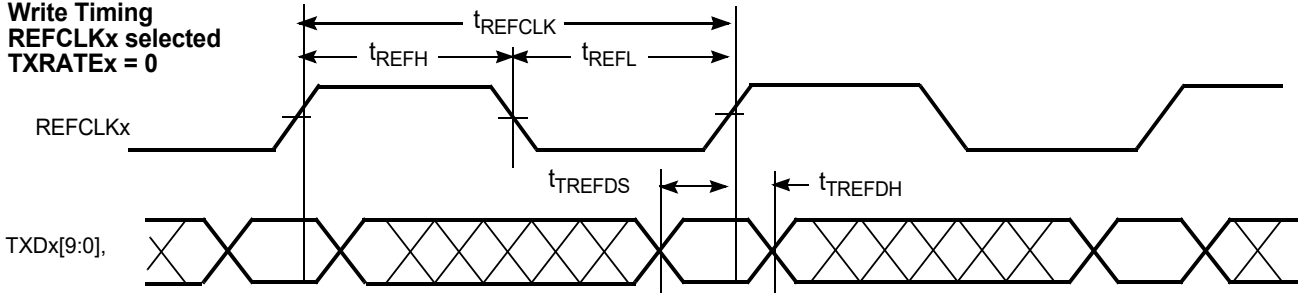 Write Timing
REFCLKx selected
TXRATEx = 0
tREFCLK
tREFH
tREFL
REFCLKx
tTREFDS
tTREFDH
TXDx[9:0],